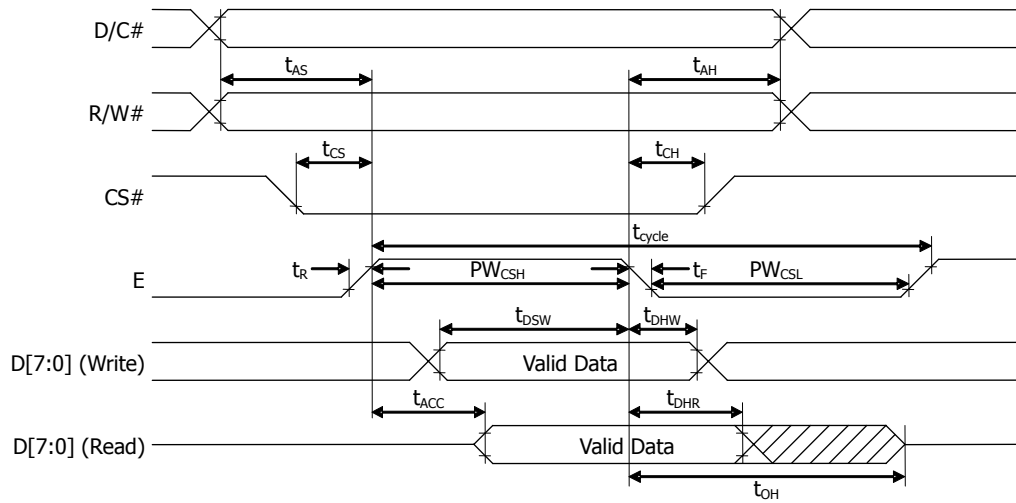 D/C#
tAS tAH
R/W#
tCS tCH
CS#
tcycle
E tR PWCSH tF PWCSL
tDSW tDHW
D[7:0] (Write) Valid Data
tACC tDHR
D[7:0] (Read) Valid Data
tOH